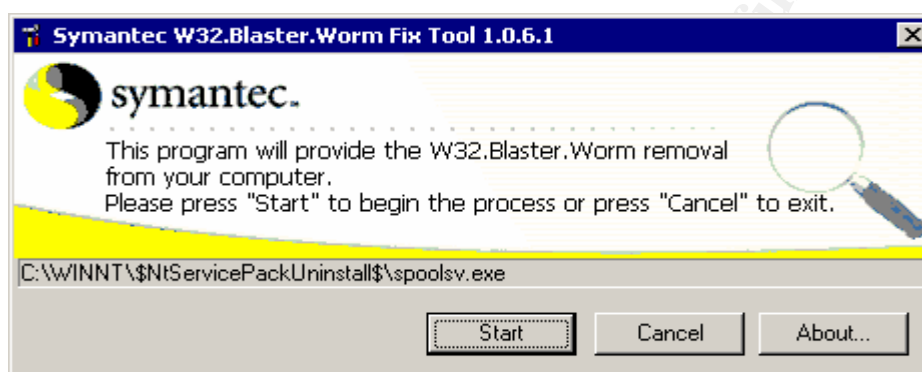 Symantec W32.Blaster.Worm Fix Tool 1.0.6.1
symantec.
This program will provide the W32.Blaster.Worm removal
from your computer.
Please press "Start" to begin the process or press "Cancel" to exit.
C:\WINNT\$NtServicePackUninstall$\spoolsv.exe
Start Cancel About...